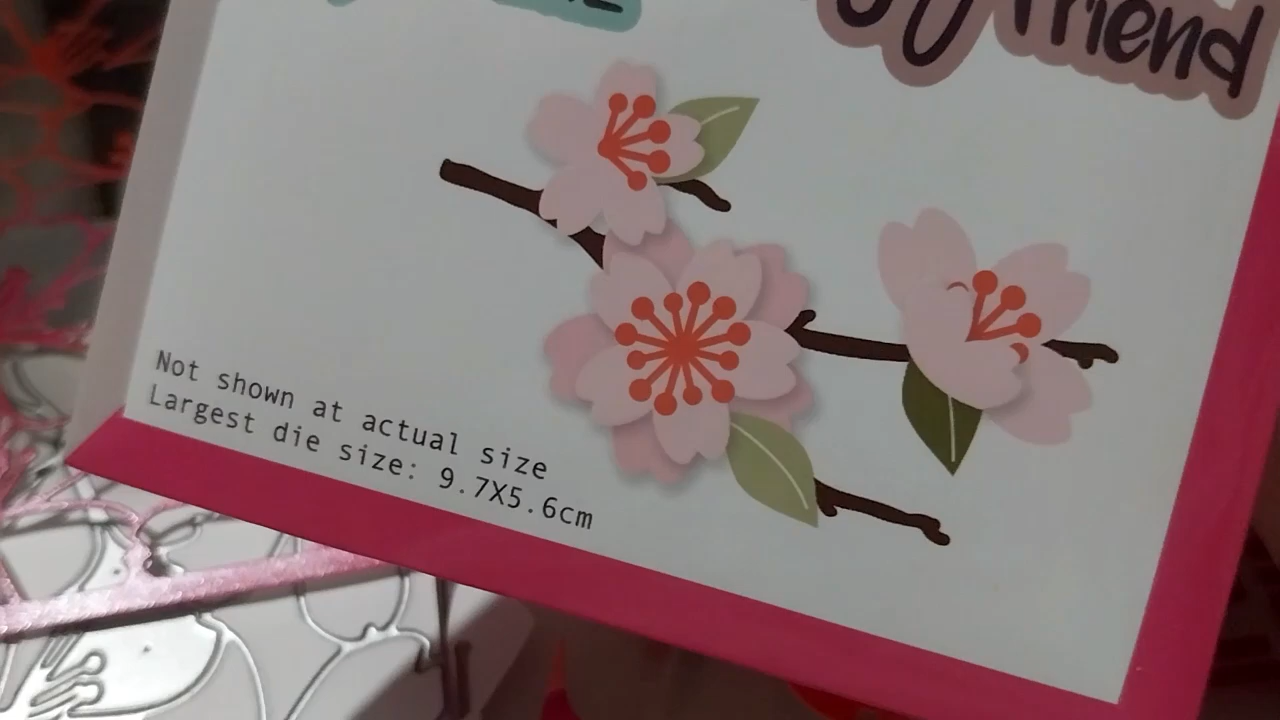 friend
Not shown at actual size
Largest die size: 9.7X5.6cm